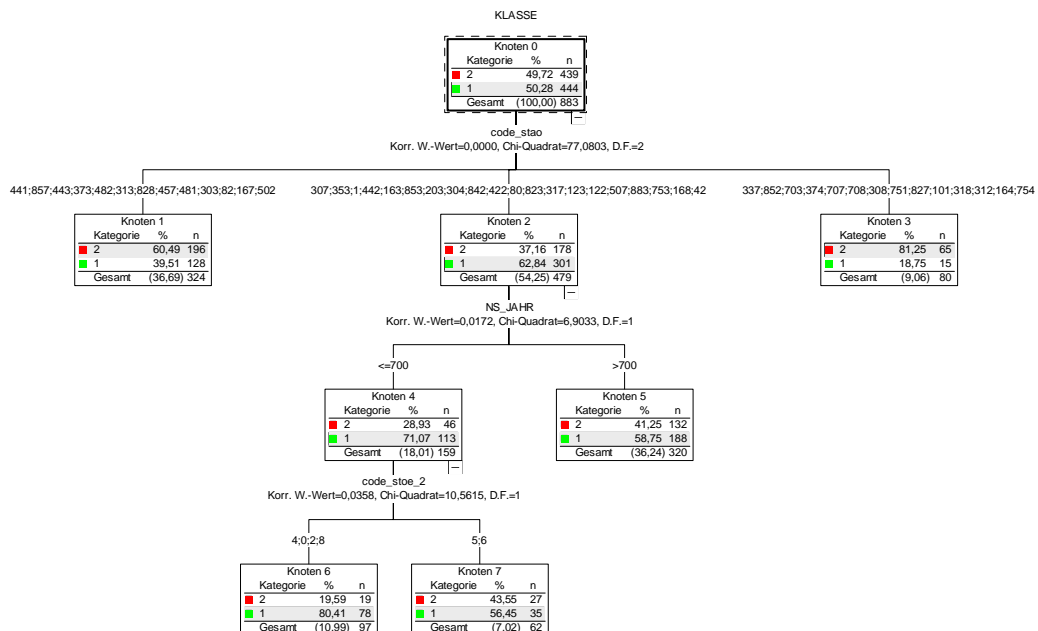 KLASSE
Knoten 0
Kategorie % n
2 49,72 439
1 50,28 444
Gesamt (100,00) 883
code_stao
Korr. W.-Wert=0,0000, Chi-Quadrat=77,0803, D.F.=2
441;857;443;373;482;313;828;457;481;303;82;167;502
307;353;1;442;163;853;203;304;842;422;80;823;317;123;122;507;883;753;168;42
337;852;703;374;707;708;308;751;827;101;318;312;164;754
Knoten 1
Kategorie % n
2 60,49 196
1 39,51 128
Gesamt (36,69) 324
Knoten 2
Kategorie % n
2 37,16 178
1 62,84 301
Gesamt (54,25) 479
Knoten 3
Kategorie % n
2 81,25 65
1 18,75 15
Gesamt (9,06) 80
NS_JAHR
Korr. W.-Wert=0,0172, Chi-Quadrat=6,9033, D.F.=1
<=700
>700
Knoten 4
Kategorie % n
2 28,93 46
1 71,07 113
Gesamt (18,01) 159
Knoten 5
Kategorie % n
2 41,25 132
1 58,75 188
Gesamt (36,24) 320
code_stoe_2
Korr. W.-Wert=0,0358, Chi-Quadrat=10,5615, D.F.=1
4;0;2;8
5;6
Knoten 6
Kategorie % n
2 19,59 19
1 80,41 78
Gesamt (10,99) 97
Knoten 7
Kategorie % n
2 43,55 27
1 56,45 35
Gesamt (7,02) 62